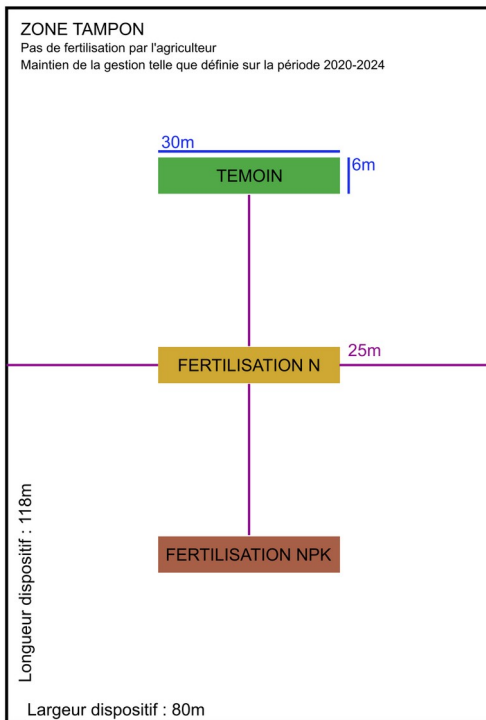 ZONE TAMPON
Pas de fertilisation par l'agriculteur
Maintien de la gestion telle que définie sur la période 2020-2024
30m
6m
TEMOIN
25m
FERTILISATION N
FERTILISATION NPK
Longueur dispositif : 118m
Largeur dispositif : 80m